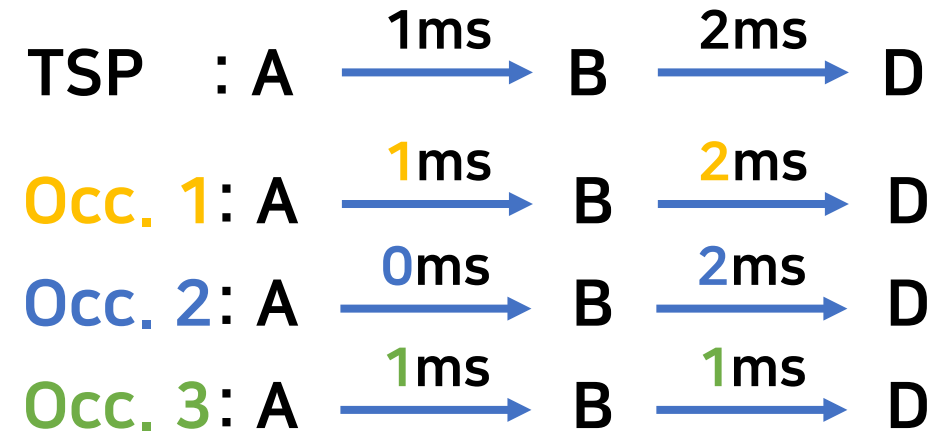 1ms 2ms
TSP : A B D
1ms 2ms
Occ. 1: A B D
0ms 2ms
Occ. 2: A B D
1ms 1ms
Occ. 3: A B D